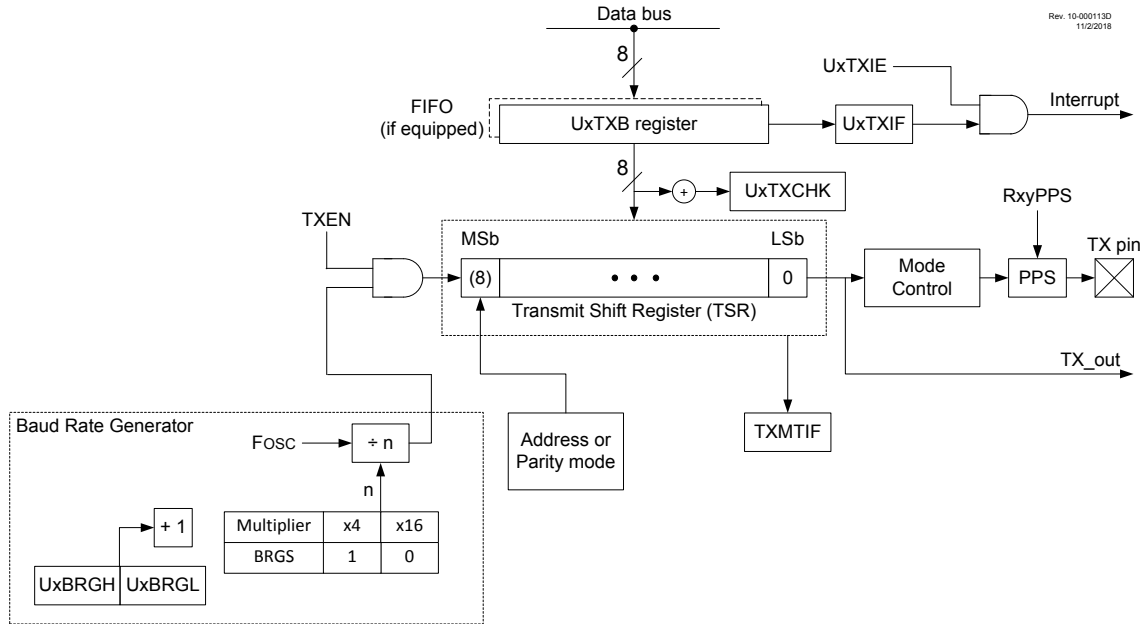 Data bus
Rev. 10-000113D
11/2/2018
8
UxTXIE
FIFO
(if equipped)
UxTXB register
UxTXIF
Interrupt
8
+
UxTXCHK
TXEN
RxyPPS
MSb
LSb
TX pin
(8)
• • •
0
Mode
Control
PPS
Transmit Shift Register (TSR)
TX_out
Baud Rate Generator
Address or
Parity mode
TXMTIF
FOSC
÷ n
n
+ 1
Multiplier x4 x16
BRGS 1 0
UxBRGH UxBRGL